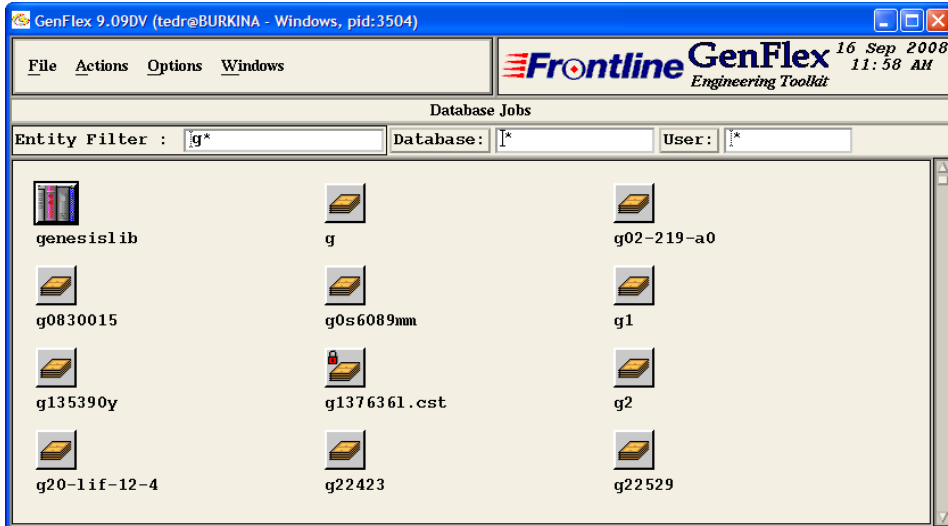 GenFlex 9.09DV (tedr@BURKINA - Windows, pid:3504)
File Actions Options Windows
Frontline GenFlex Engineering Toolkit
16 Sep 2008
11:58 AM
Database Jobs
Entity Filter : g* Database: * User: *
genesislib g g02-219-a0
g0830015 g0s6089mm g1
g135390y g137636l.cst g2
g20-lif-12-4 g22423 g22529